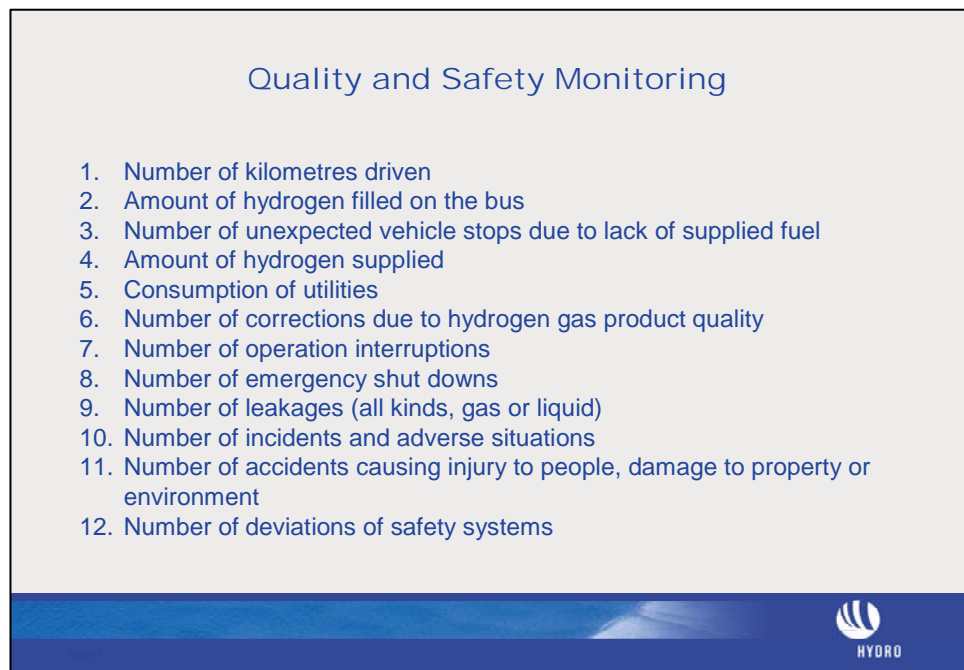 Quality and Safety Monitoring
1. Number of kilometres driven
2. Amount of hydrogen filled on the bus
3. Number of unexpected vehicle stops due to lack of supplied fuel
4. Amount of hydrogen supplied
5. Consumption of utilities
6. Number of corrections due to hydrogen gas product quality
7. Number of operation interruptions
8. Number of emergency shut downs
9. Number of leakages (all kinds, gas or liquid)
10. Number of incidents and adverse situations
11. Number of accidents causing injury to people, damage to property or
environment
12. Number of deviations of safety systems
HYDRO